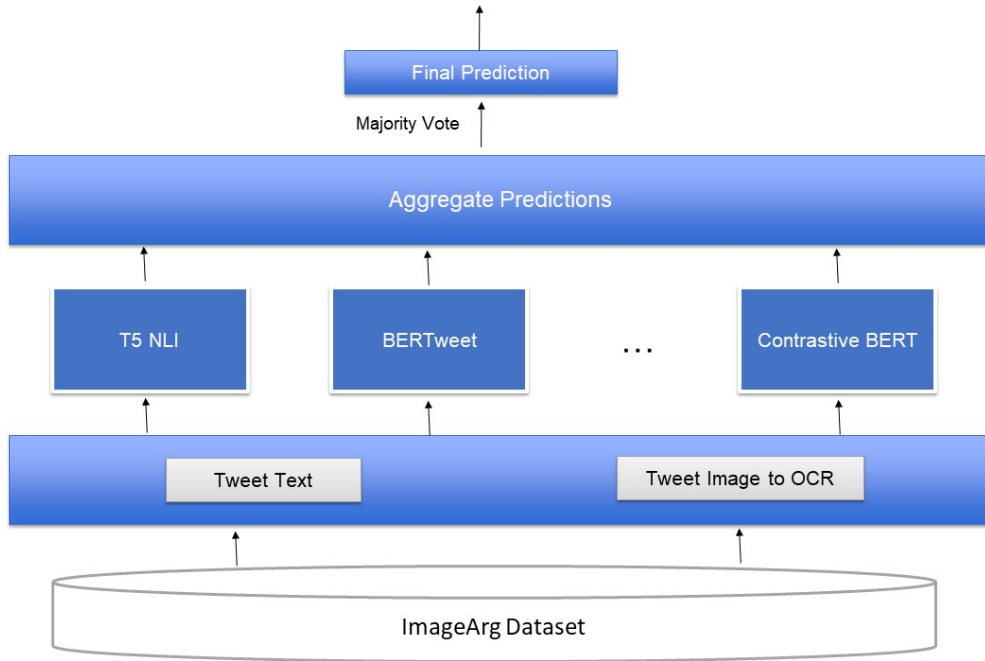 Final Prediction
Majority Vote
Aggregate Predictions
T5 NLI
BERTweet
...
Contrastive BERT
Tweet Text
Tweet Image to OCR
ImageArg Dataset